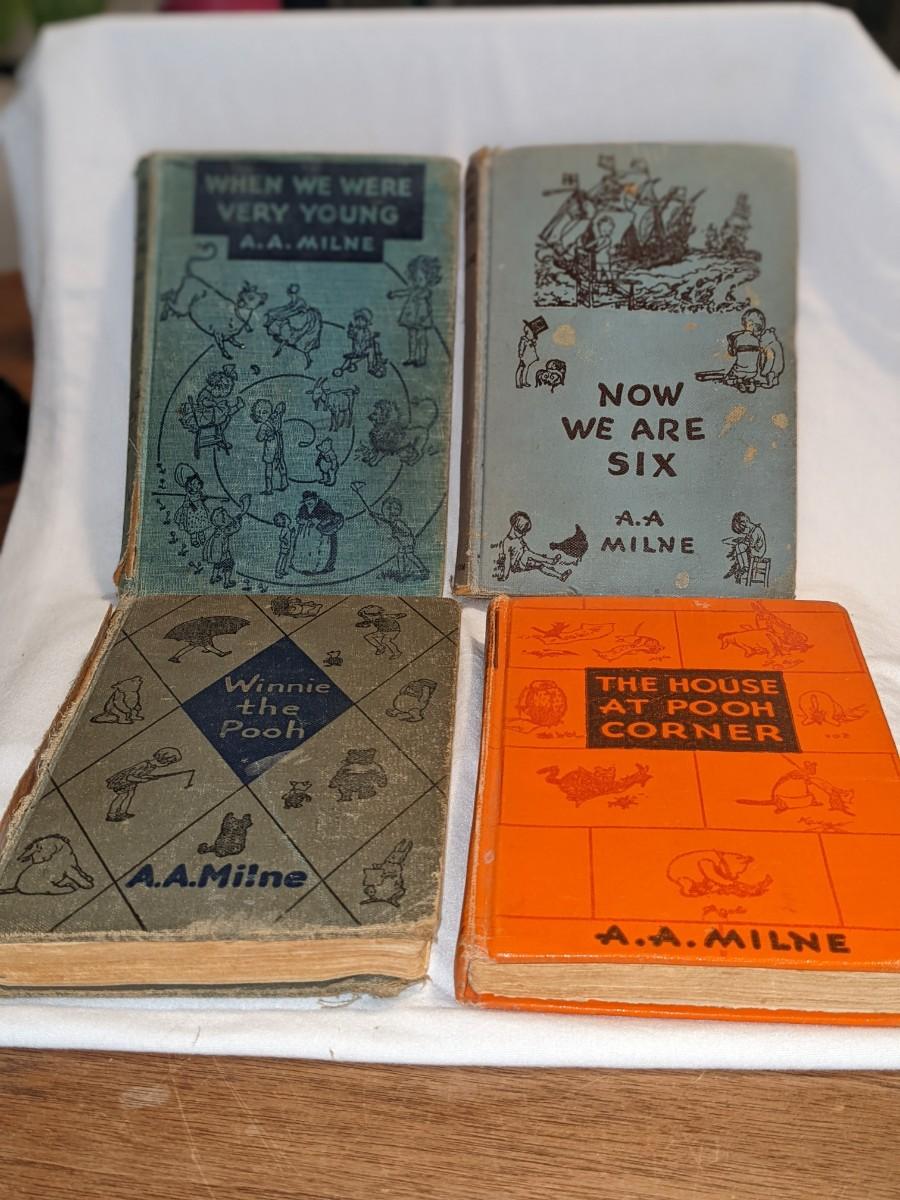 WHEN WE WERE
VERY YOUNG
A.A.MILNE
NOW
WE ARE
SIX
A.A
MILNE
Winnie
the
Pooh
A.A.Milne
THE HOUSE
AT POOH
CORNER
Pooh
A.A.MILNE